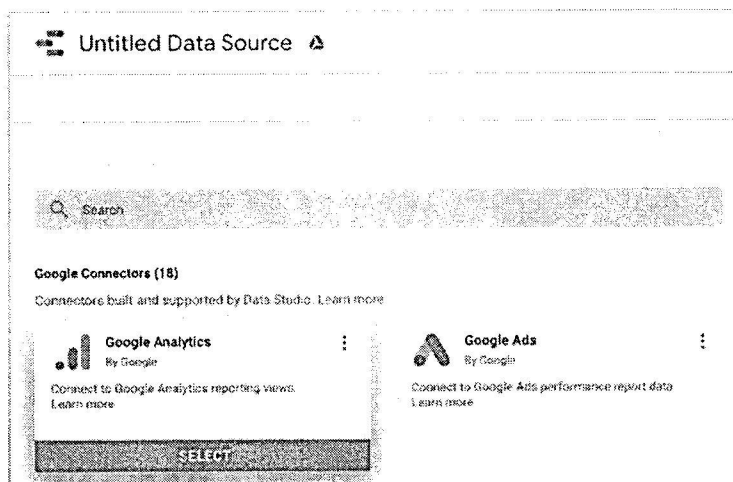 Untitled Data Source
Search
Google Connectors (18)
Connectors built and supported by Data Studio. Learn more
Google Analytics
By Google
Connect to Google Analytics reporting views.
Learn more
SELECT
Google Ads
By Google
Connect to Google Ads performance report data
Learn more